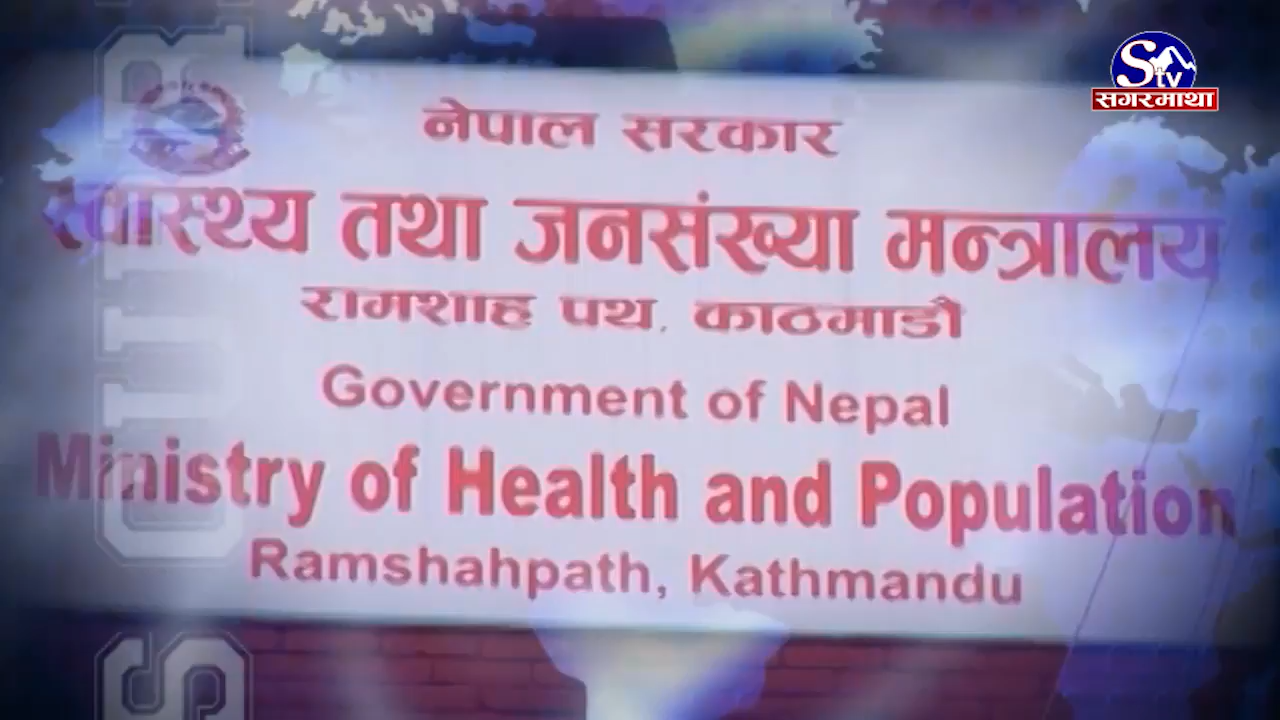 STV
सगरमाथा
नेपाल सरकार
स्वास्थ्य तथा जनसंख्या मन्त्रालय
रामशाह पथ, काठमाडौ
Government of Nepal
Ministry of Health and Population
Ramshahpath, Kathmandu